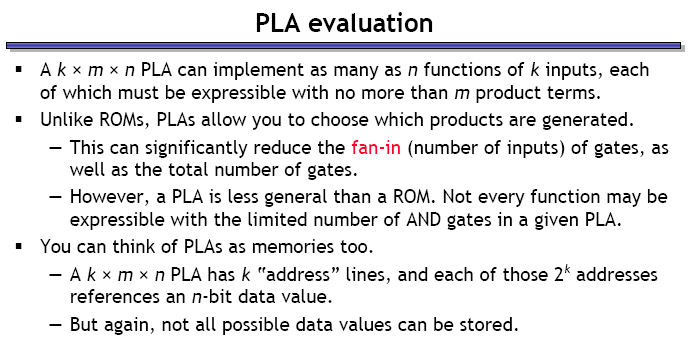 PLA evaluation
▪ A k × m × n PLA can implement as many as n functions of k inputs, each
of which must be expressible with no more than m product terms.
▪ Unlike ROMs, PLAs allow you to choose which products are generated.
— This can significantly reduce the fan-in (number of inputs) of gates, as
well as the total number of gates.
— However, a PLA is less general than a ROM. Not every function may be
expressible with the limited number of AND gates in a given PLA.
▪ You can think of PLAs as memories too.
— A k × m × n PLA has k “address” lines, and each of those 2ᵏ addresses
references an n-bit data value.
— But again, not all possible data values can be stored.